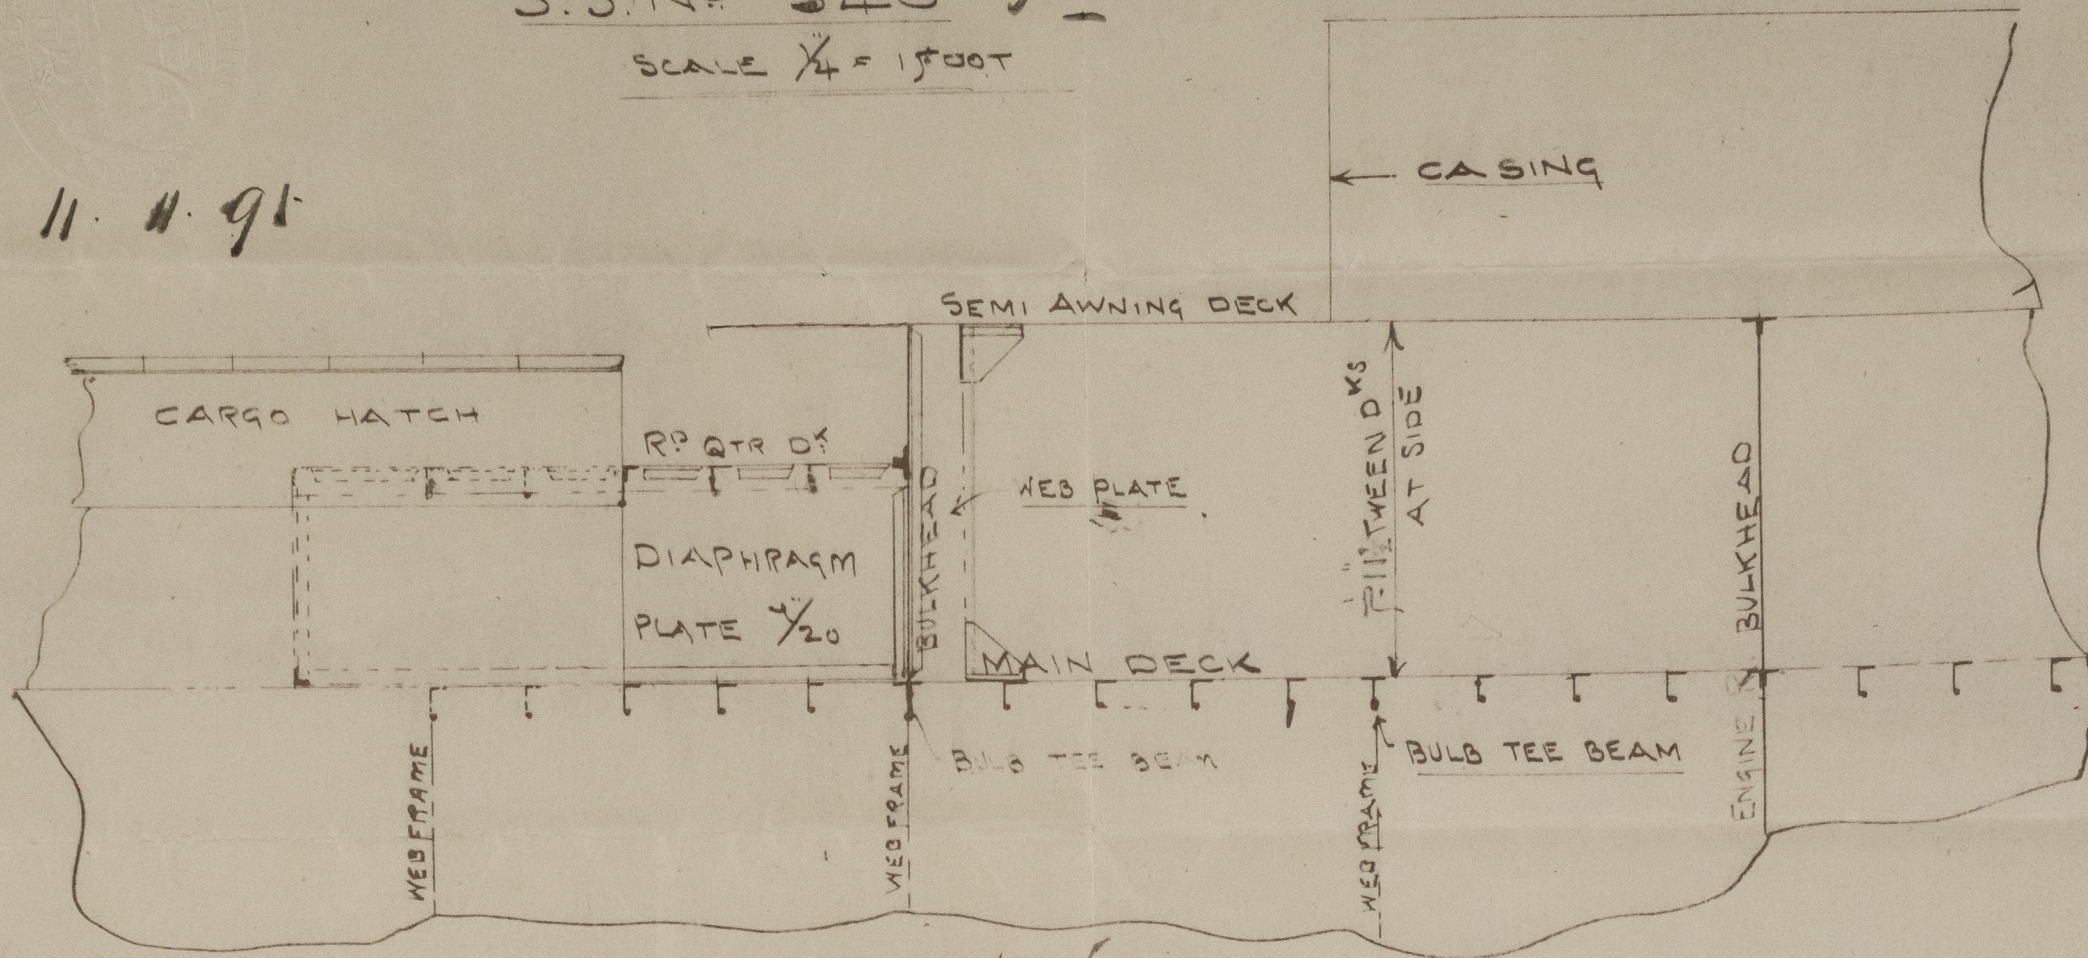 SCALE ¼" = 1 FOOT
CASING
11. 11. 95
SEMI AWNING DECK
CARGO HATCH
RD QTR DK
WEB PLATE
BULKHEAD
TWEEN DKS
AT SIDE
BULKHEAD
DIAPHRAGM
PLATE /20
MAIN DECK
BULB TEE BEAM
BULB TEE BEAM
ENGINE
WEB FRAME
WEB FRAME
WEB FRAME